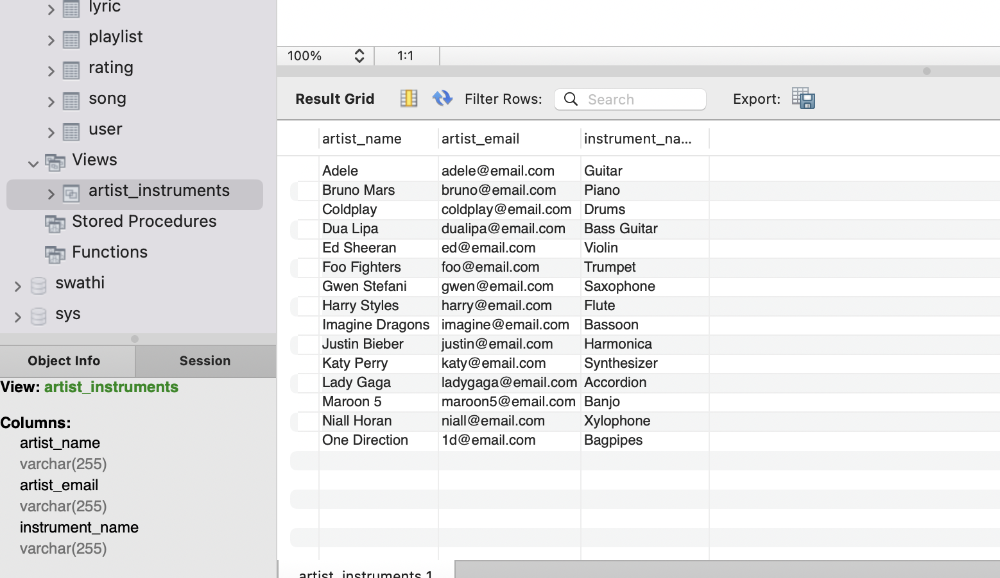 lyric
playlist
rating
song
user
Views
artist_instruments
Stored Procedures
Functions
swathi
sys
Object Info Session
View: artist_instruments
Columns:
artist_name
varchar(255)
artist_email
varchar(255)
instrument_name
varchar(255)
100% 1:1
Result Grid Filter Rows: Search Export:
artist_name artist_email instrument_na...
Adele adele@email.com Guitar
Bruno Mars bruno@email.com Piano
Coldplay coldplay@email.com Drums
Dua Lipa dualipa@email.com Bass Guitar
Ed Sheeran ed@email.com Violin
Foo Fighters foo@email.com Trumpet
Gwen Stefani gwen@email.com Saxophone
Harry Styles harry@email.com Flute
Imagine Dragons imagine@email.com Bassoon
Justin Bieber justin@email.com Harmonica
Katy Perry katy@email.com Synthesizer
Lady Gaga ladygaga@email.com Accordion
Maroon 5 maroon5@email.com Banjo
Niall Horan niall@email.com Xylophone
One Direction 1d@email.com Bagpipes
artist_instruments 1